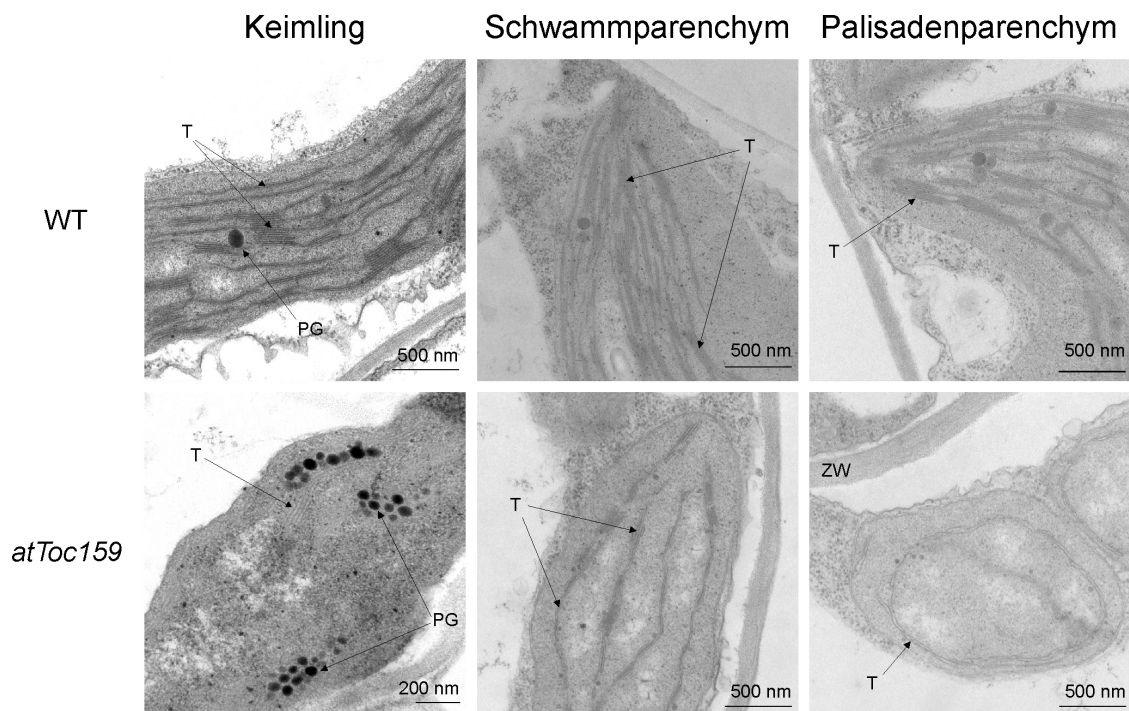 Keimling
Schwammparenchym
Palisadenparenchym
WT
T
PG
500 nm
T
500 nm
T
500 nm
atToc159
T
PG
200 nm
T
500 nm
ZW
T
500 nm